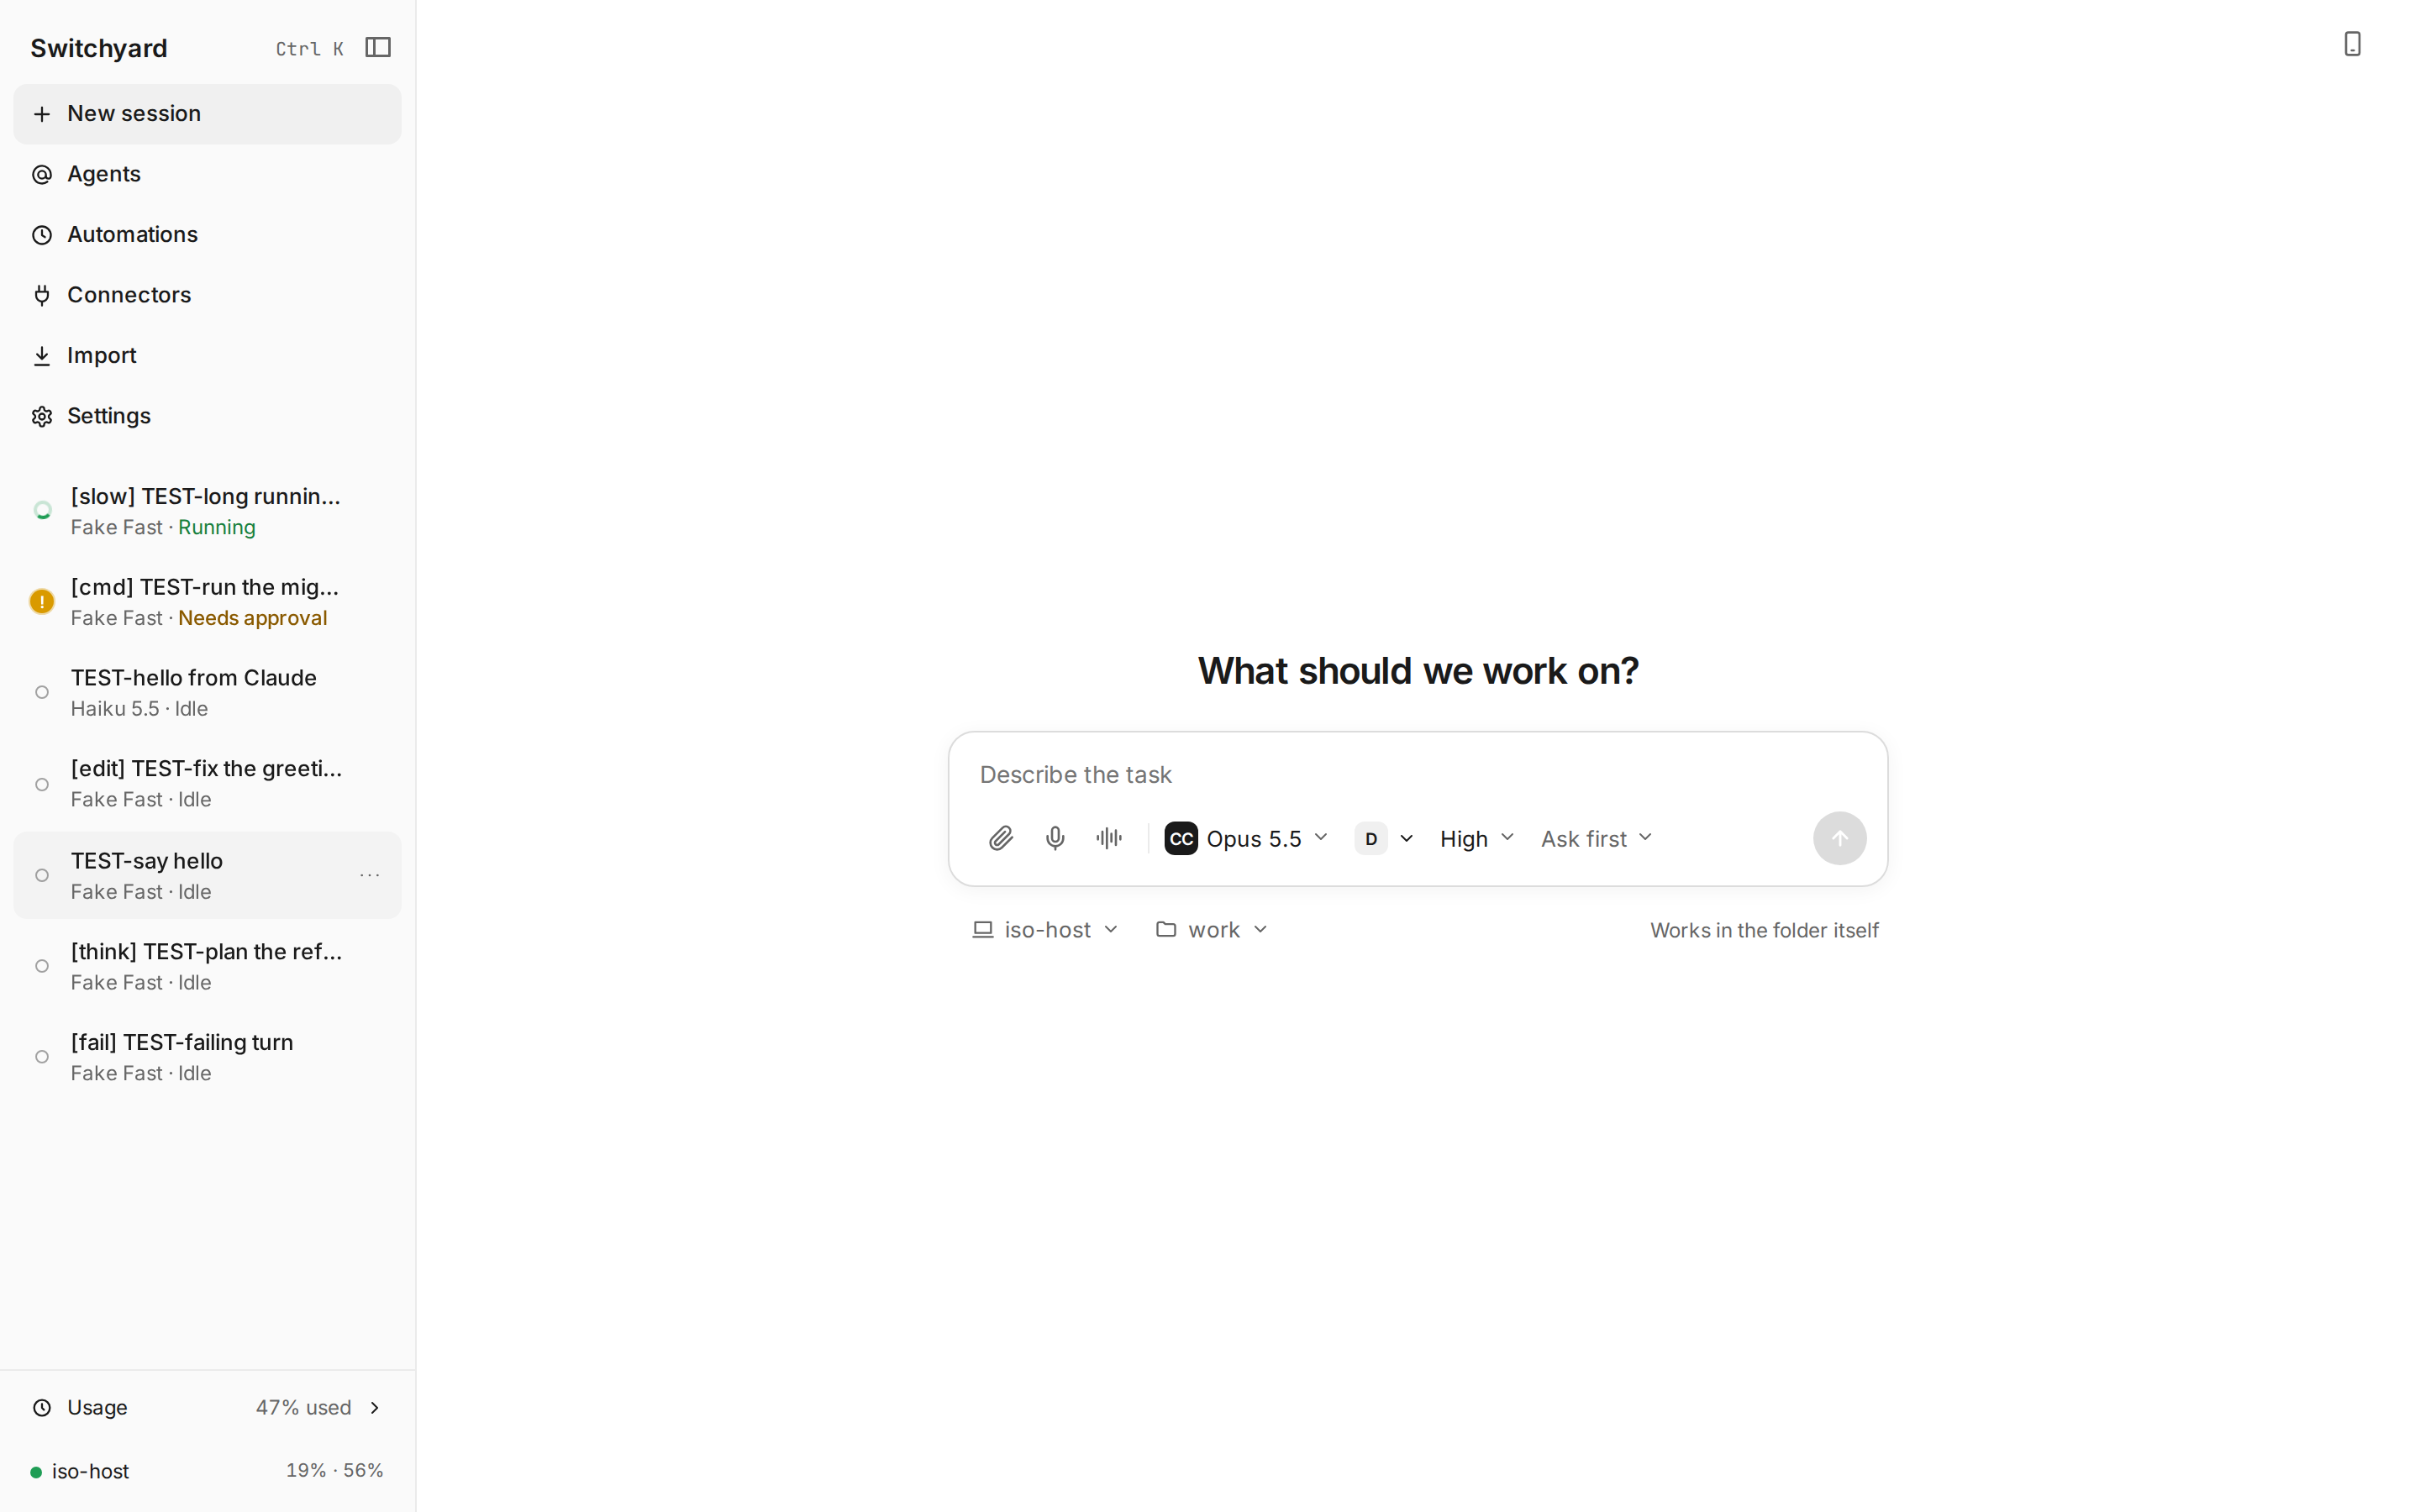 Switchyard
Ctrl K
New session
Agents
Automations
Connectors
Import
Settings
[slow] TEST-long runnin...
Fake Fast · Running
!
[cmd] TEST-run the mig...
Fake Fast · Needs approval
TEST-hello from Claude
Haiku 5.5 · Idle
[edit] TEST-fix the greeti...
Fake Fast · Idle
TEST-say hello
...
Fake Fast · Idle
[think] TEST-plan the ref...
Fake Fast · Idle
[fail] TEST-failing turn
Fake Fast · Idle
Usage 47% used
iso-host 19% · 56%
What should we work on?
Describe the task
CC Opus 5.5 D High Ask first
iso-host work Works in the folder itself